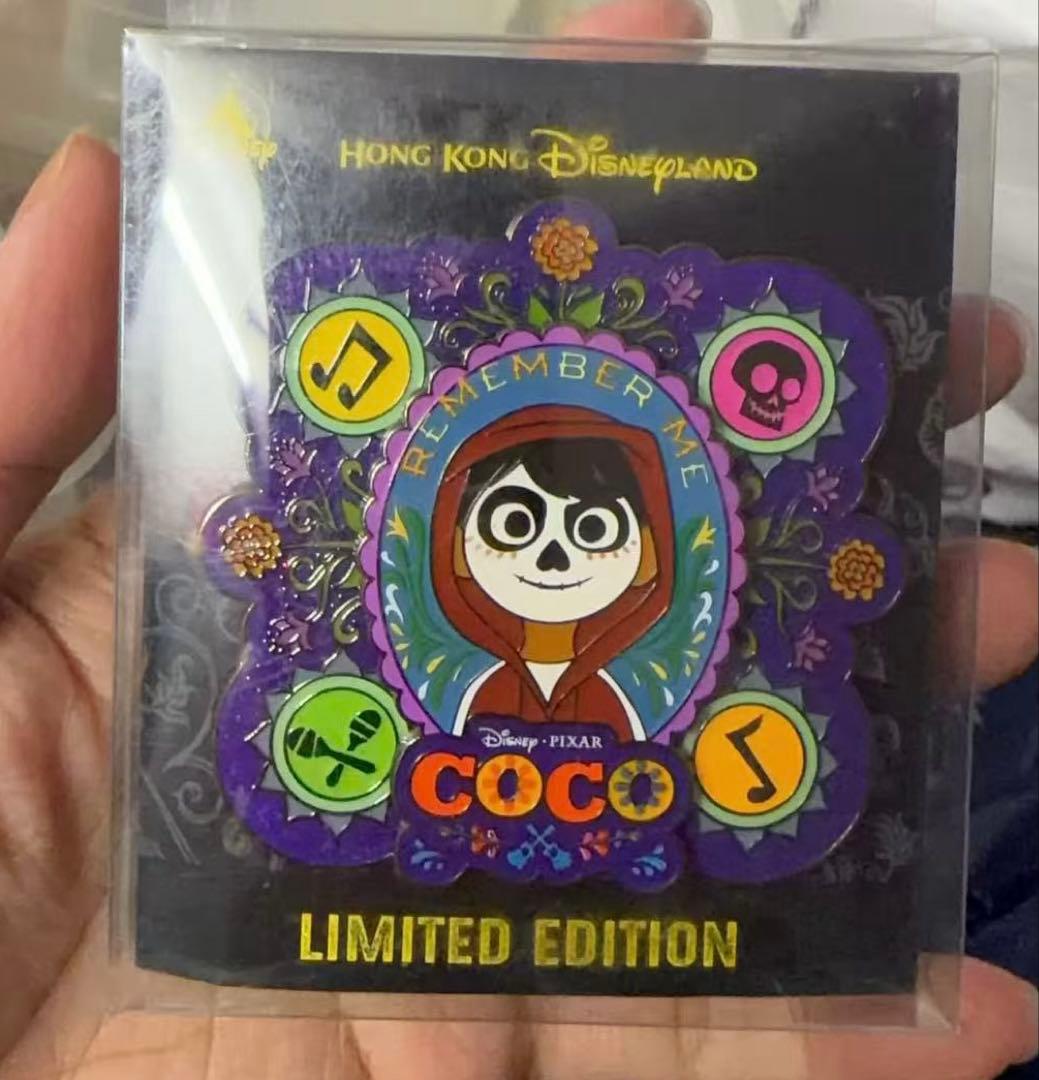 HONG KONG DISNEYLAND
REMEMBER ME
DISNEY · PIXAR
COCO
LIMITED EDITION